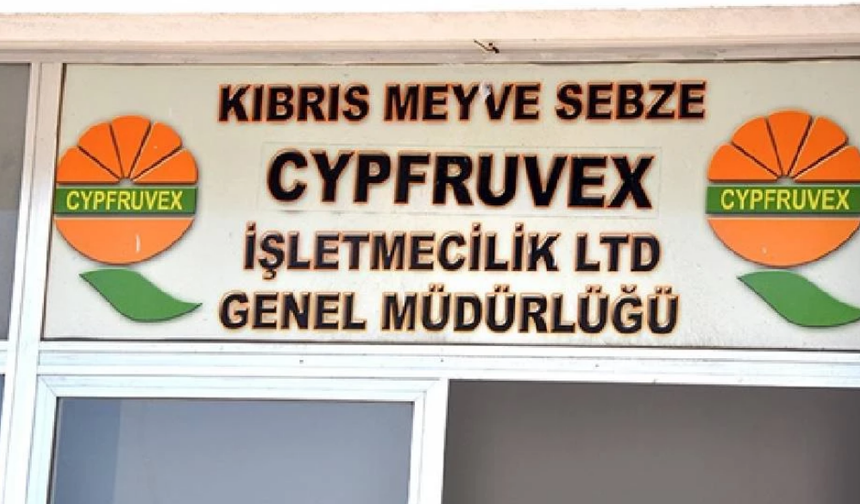 KIBRIS MEYVE SEBZE
CYPFRUVEX
İŞLETMECİLİK LTD
GENEL MÜDÜRLÜĞÜ
CYPFRUVEX
CYPFRUVEX